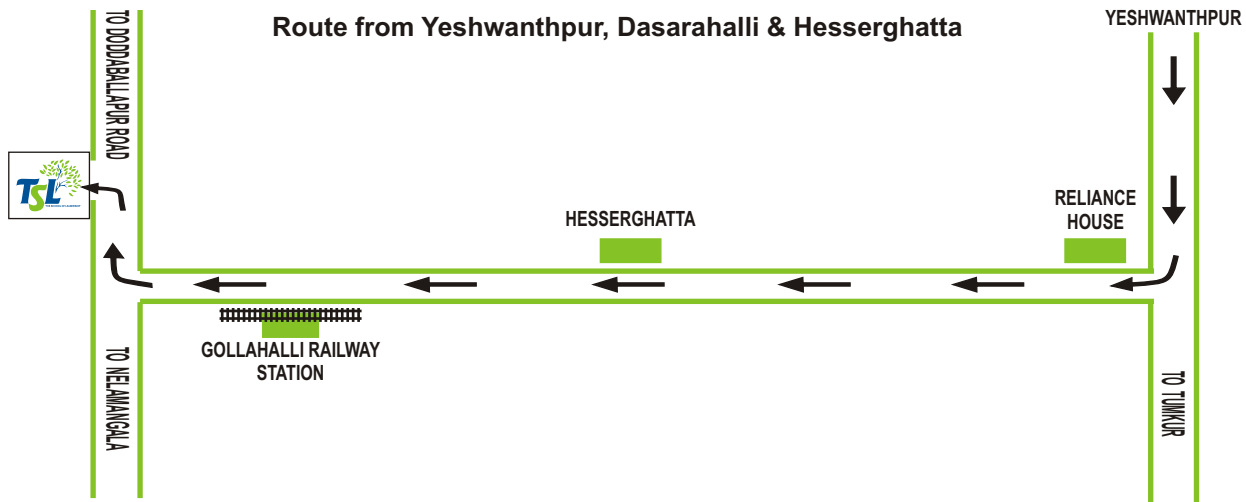 Route from Yeshwanthpur, Dasarahalli & Hesserghatta
YESHWANTHPUR
TO DODDABALLAPUR ROAD
TSL
HESSERGHATTA
RELIANCE
HOUSE
GOLLAHALLI RAILWAY
STATION
TO NELAMANGALA
TO TUMKUR